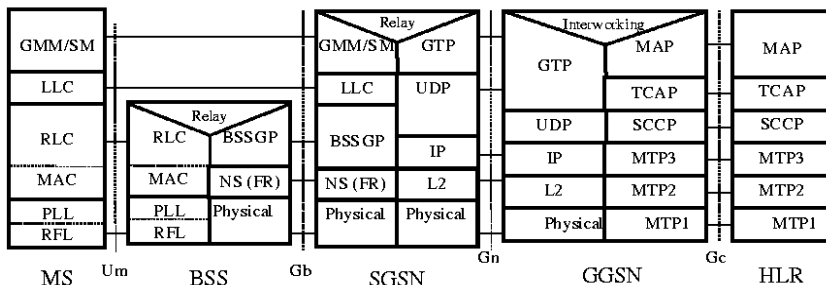 Relay
Interworking
GMM/SM
GMM/SM
GTP
GTP
MAP
MAP
LLC
LLC
UDP
TCAP
TCAP
Relay
RLC
RLC
BSSGP
BSSGP
IP
UDP
SCCP
SCCP
IP
MTP3
MTP3
MAC
MAC
NS (FR)
NS (FR)
L2
L2
MTP2
MTP2
PLL
PLL
Physical
Physical
Physical
Physical
MTP1
MTP1
RFL
RFL
MS
Um
BSS
Gb
SGSN
Gn
GGSN
Gc
HLR